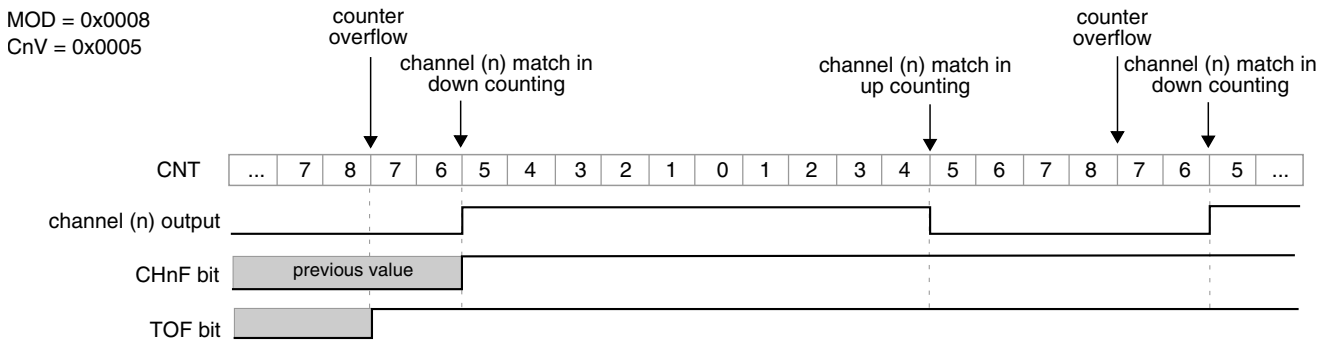 MOD = 0x0008
CnV = 0x0005
counter
overflow
channel (n) match in
down counting
channel (n) match in
up counting
counter
overflow
channel (n) match in
down counting
CNT ... 7 8 7 6 5 4 3 2 1 0 1 2 3 4 5 6 7 8 7 6 5 ...
channel (n) output
CHnF bit previous value
TOF bit